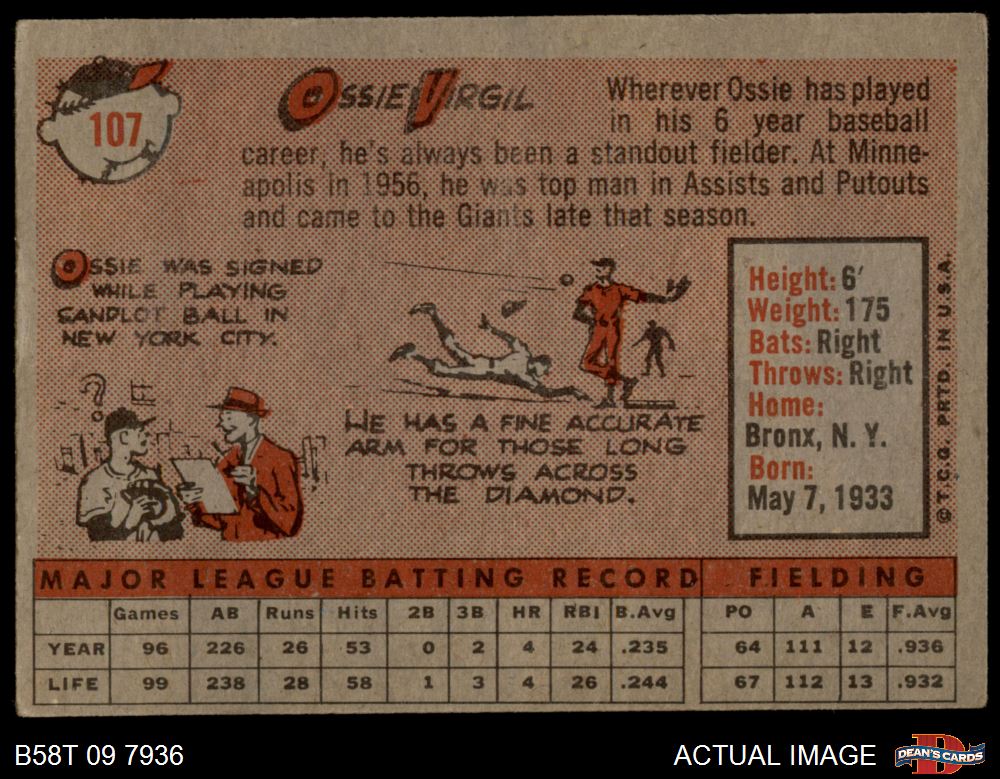 107
OSSIE VIRGIL
Wherever Ossie has played
in his 6 year baseball
career, he's always been a standout fielder. At Minne-
apolis in 1956, he was top man in Assists and Putouts
and came to the Giants late that season.
OSSIE WAS SIGNED
WHILE PLAYING
SANDLOT BALL IN
NEW YORK CITY.
?
HE HAS A FINE ACCURATE
ARM FOR THOSE LONG
THROWS ACROSS
THE DIAMOND.
Height: 6'
Weight: 175
Bats: Right
Throws: Right
Home:
Bronx, N. Y.
Born:
May 7, 1933
© T.C.G. PRTD. IN U.S.A.
MAJOR LEAGUE BATTING RECORD FIELDING
Games AB Runs Hits 2B 3B HR RBI B.Avg PO A E F.Avg
YEAR 96 226 26 53 0 2 4 24 .235 64 111 12 .936
LIFE 99 238 28 58 1 3 4 26 .244 67 112 13 .932
B58T 09 7936
ACTUAL IMAGE
D
DEAN'S CARDS